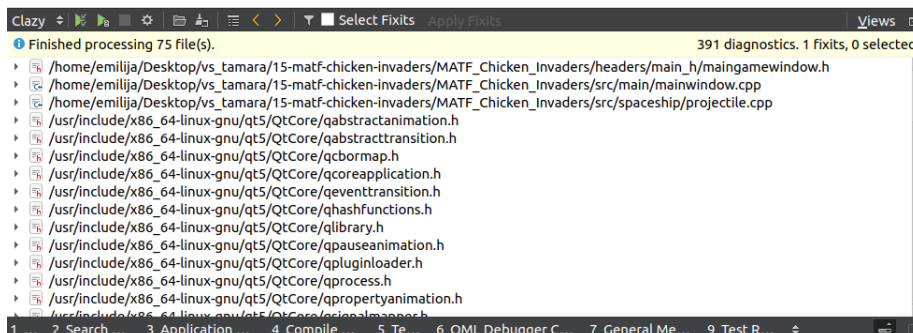 Clazy Select Fixits Apply Fixits Views
Finished processing 75 file(s). 391 diagnostics. 1 fixits, 0 selected
/home/emilija/Desktop/vs_tamara/15-matf-chicken-invaders/MATF_Chicken_Invaders/headers/main_h/maingamewindow.h
/home/emilija/Desktop/vs_tamara/15-matf-chicken-invaders/MATF_Chicken_Invaders/src/main/mainwindow.cpp
/home/emilija/Desktop/vs_tamara/15-matf-chicken-invaders/MATF_Chicken_Invaders/src/spaceship/projectile.cpp
/usr/include/x86_64-linux-gnu/qt5/QtCore/qabstractanimation.h
/usr/include/x86_64-linux-gnu/qt5/QtCore/qabstracttransition.h
/usr/include/x86_64-linux-gnu/qt5/QtCore/qcbormap.h
/usr/include/x86_64-linux-gnu/qt5/QtCore/qcoreapplication.h
/usr/include/x86_64-linux-gnu/qt5/QtCore/qeventtransition.h
/usr/include/x86_64-linux-gnu/qt5/QtCore/qhashfunctions.h
/usr/include/x86_64-linux-gnu/qt5/QtCore/qlibrary.h
/usr/include/x86_64-linux-gnu/qt5/QtCore/qpauseanimation.h
/usr/include/x86_64-linux-gnu/qt5/QtCore/qpluginloader.h
/usr/include/x86_64-linux-gnu/qt5/QtCore/qprocess.h
/usr/include/x86_64-linux-gnu/qt5/QtCore/qpropertyanimation.h
/usr/include/x86_64-linux-gnu/qt5/QtCore/qsignalmapper.h
1 ... 2 Search ... 3 Application ... 4 Compile ... 5 Te... 6 QML Debugger C... 7 General Me... 9 Test R...